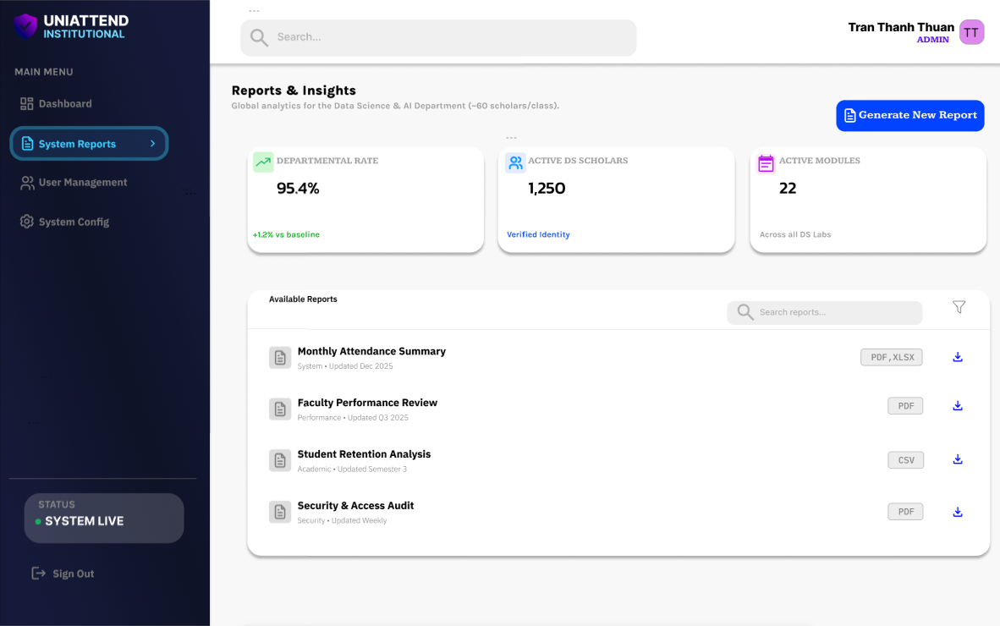 UNIATTEND
INSTITUTIONAL
MAIN MENU
Dashboard
System Reports
User Management
System Config
STATUS
SYSTEM LIVE
Sign Out
---
Search...
Tran Thanh Thuan
ADMIN
TT
Reports & Insights
Global analytics for the Data Science & AI Department (~60 scholars/class).
Generate New Report
---
DEPARTMENTAL RATE
95.4%
+1.2% vs baseline
ACTIVE DS SCHOLARS
1,250
Verified Identity
ACTIVE MODULES
22
Across all DS Labs
Available Reports
Search reports...
Monthly Attendance Summary
System • Updated Dec 2025
PDF,XLSX
Faculty Performance Review
Performance • Updated Q3 2025
PDF
Student Retention Analysis
Academic • Updated Semester 3
CSV
Security & Access Audit
Security • Updated Weekly
PDF